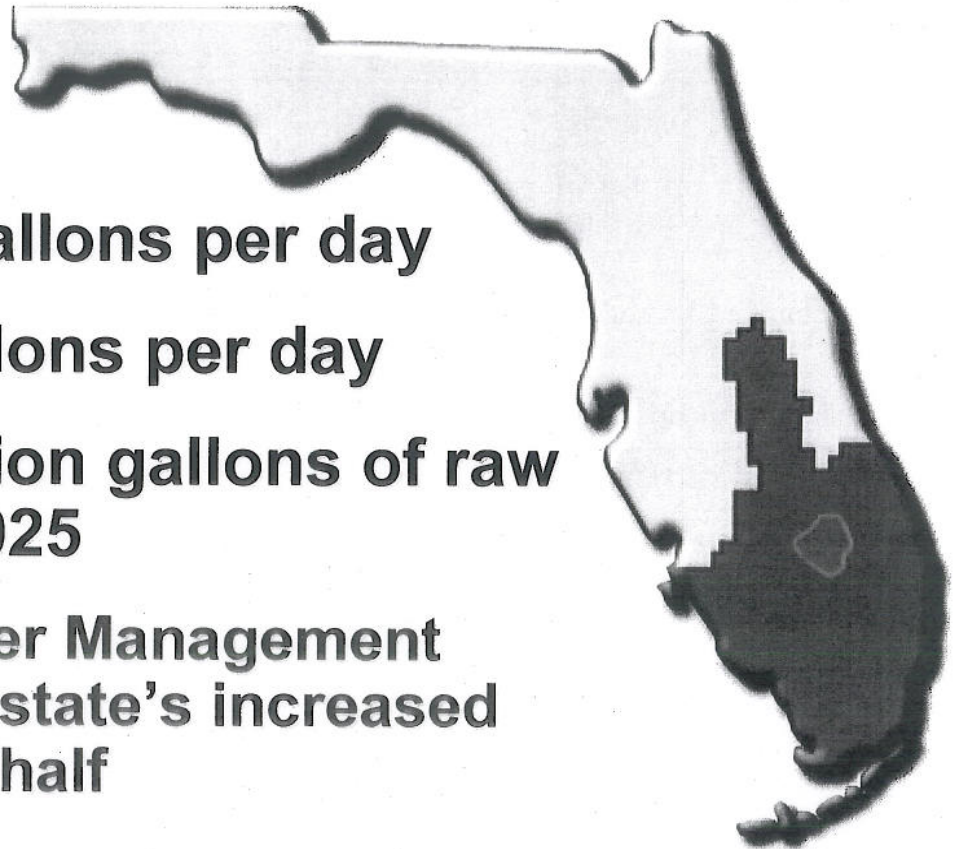 allons per day
lons per day
ion gallons of raw
025
er Management
state's increased
half